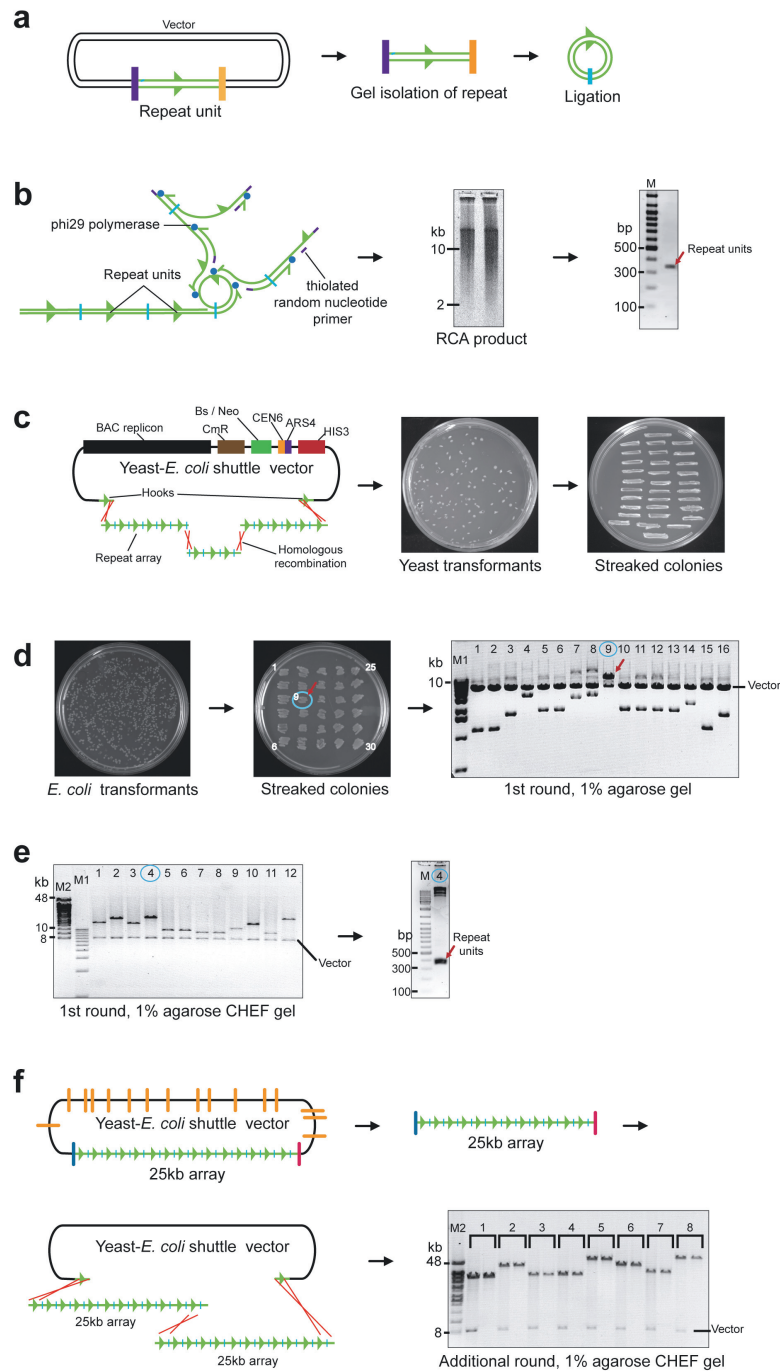 a
Vector
Repeat unit
Gel isolation of repeat
Ligation
b
phi29 polymerase
Repeat units
thiolated
random nucleotide
primer
kb
10
2
RCA product
M
bp
500
300
100
Repeat units
c
BAC replicon
CmR
Bs / Neo
CEN6
ARS4
HIS3
Yeast-E. coli shuttle vector
Hooks
Repeat array
Homologous
recombination
Yeast transformants
Streaked colonies
d
E. coli transformants
1
25
9
6
30
Streaked colonies
kb
M1
1 2 3 4 5 6 7 8 9 10 11 12 13 14 15 16
10
Vector
1st round, 1% agarose gel
e
kb
M2
M1
1 2 3 4 5 6 7 8 9 10 11 12
48
10
8
Vector
1st round, 1% agarose CHEF gel
M 4
bp
500
300
100
Repeat
units
f
Yeast-E. coli shuttle vector
25kb array
25kb array
Yeast-E. coli shuttle vector
25kb array
25kb array
kb
M2
1 2 3 4 5 6 7 8
48
8
Vector
Additional round, 1% agarose CHEF gel